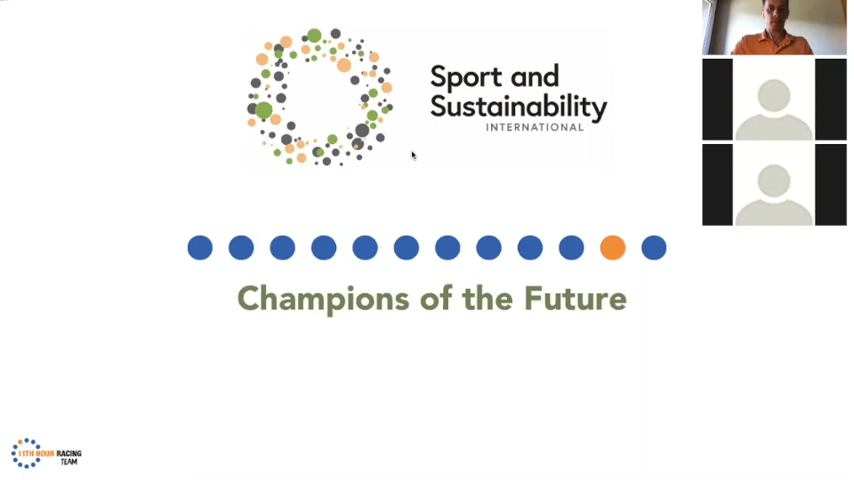 Sport and
Sustainability
INTERNATIONAL
Champions of the Future
11TH HOUR RACING
TEAM